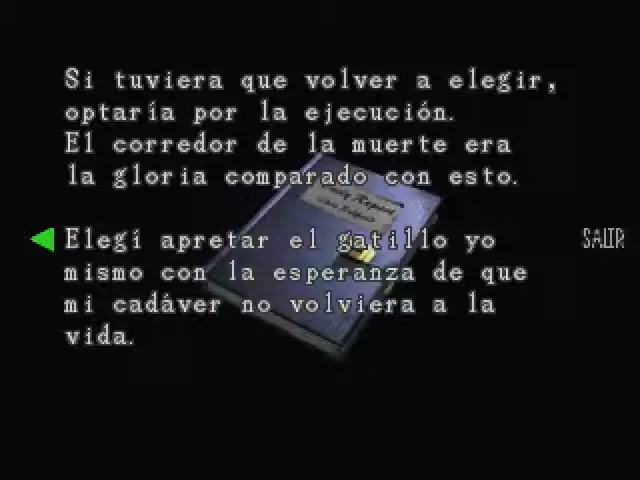 Si tuviera que volver a elegir,
optaría por la ejecución.
El corredor de la muerte era
la gloria comparado con esto.
Elegí apretar el gatillo yo
mismo con la esperanza de que
mi cadáver no volviera a la
vida.
SALIR